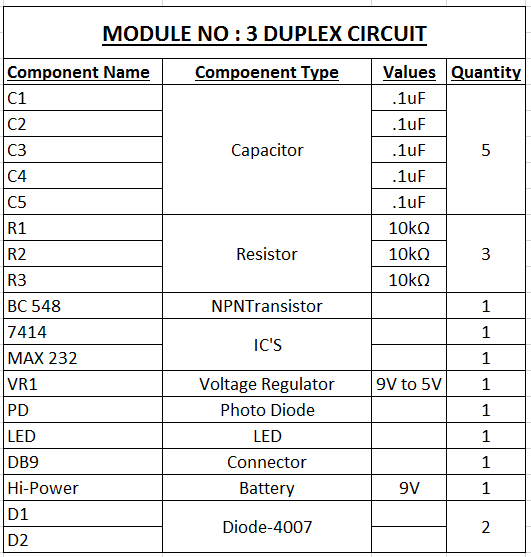 MODULE NO : 3 DUPLEX CIRCUIT
Component Name Compoenent Type Values Quantity
C1 .1uF
C2 .1uF
C3 Capacitor .1uF 5
C4 .1uF
C5 .1uF
R1 10kΩ
R2 Resistor 10kΩ 3
R3 10kΩ
BC 548 NPNTransistor 1
7414 1
IC'S
MAX 232 1
VR1 Voltage Regulator 9V to 5V 1
PD Photo Diode 1
LED LED 1
DB9 Connector 1
Hi-Power Battery 9V 1
D1
Diode-4007 2
D2